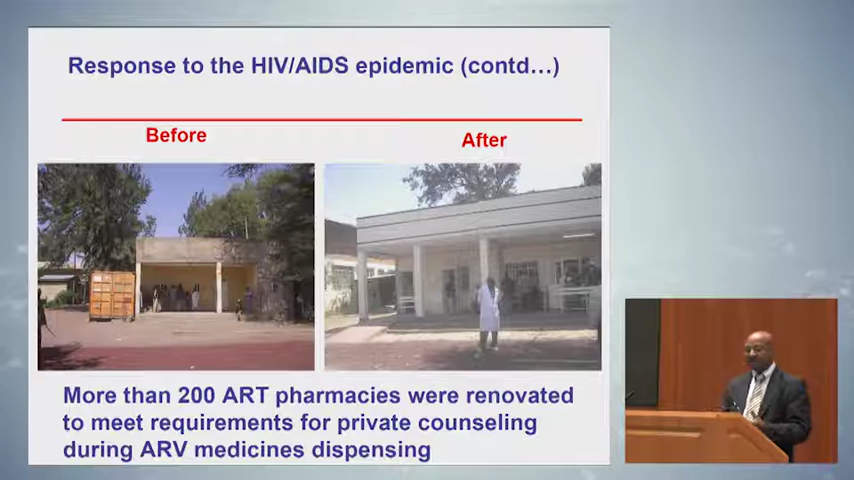 Response to the HIV/AIDS epidemic (contd…)
Before
After
More than 200 ART pharmacies were renovated
to meet requirements for private counseling
during ARV medicines dispensing